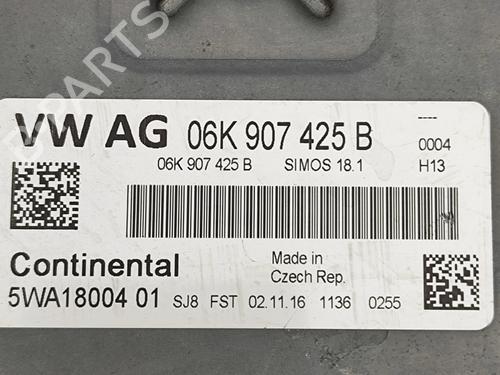 B-PARTS
VW AG 06K 907 425 B ----
06K 907 425 B SIMOS 18.1 0004
H13
Continental Made in
Czech Rep.
5WA18004 01 SJ8 FST 02.11.16 1136 0255